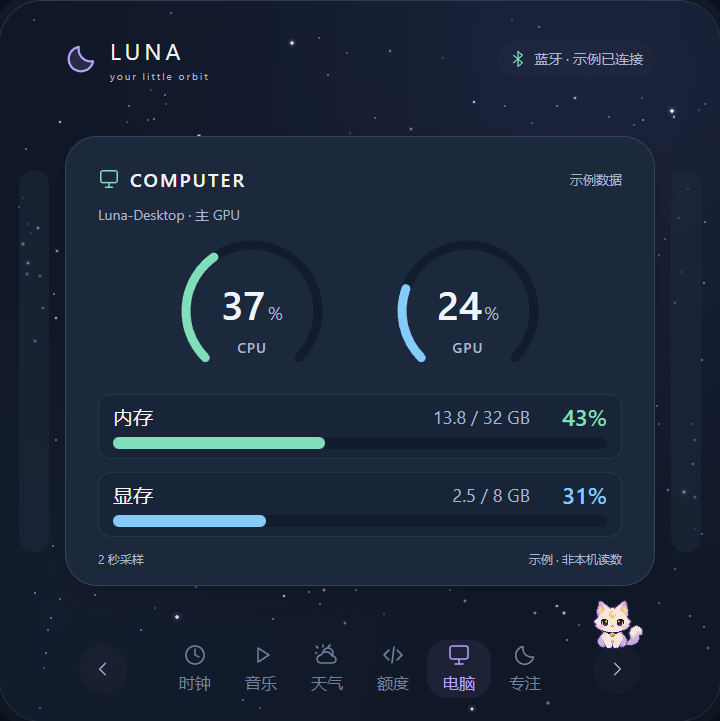 LUNA
your little orbit
蓝牙 · 示例已连接
COMPUTER
示例数据
Luna-Desktop · 主 GPU
37%
CPU
24%
GPU
内存 13.8 / 32 GB 43%
显存 2.5 / 8 GB 31%
2 秒采样
示例 · 非本机读数
时钟 音乐 天气 额度 电脑 专注